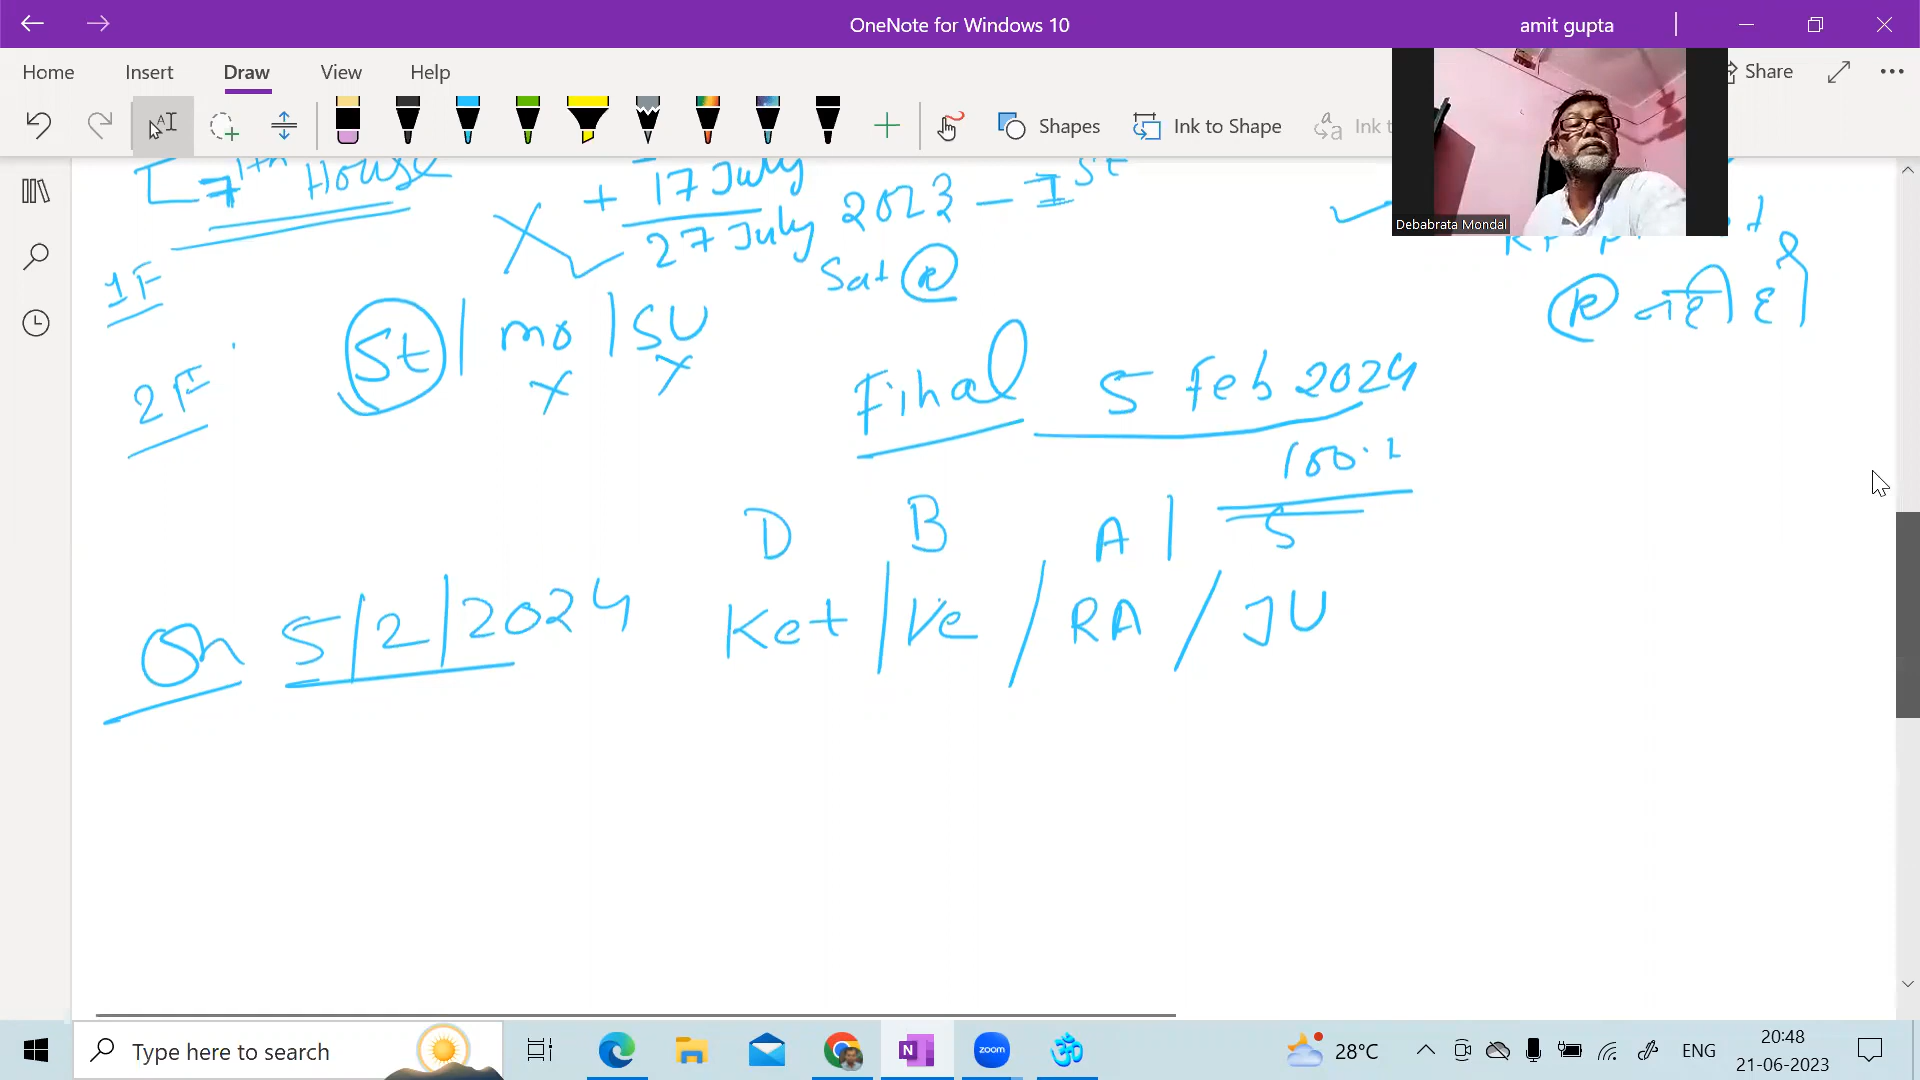 OneNote for Windows 10
amit gupta
Home Insert Draw View Help
Share
Shapes Ink to Shape Ink t
Debabrata Mondal
7th House
+ 17 July
27 July 2023 - 1st
Sat R
1F
R नही है
St | mo | SU
x x
2F
Final 5 Feb 2024
100%
D B A | S
On 5/2/2024 Ket / Ve / RA / JU
Type here to search
zoom
28°C
ENG
20:48
21-06-2023